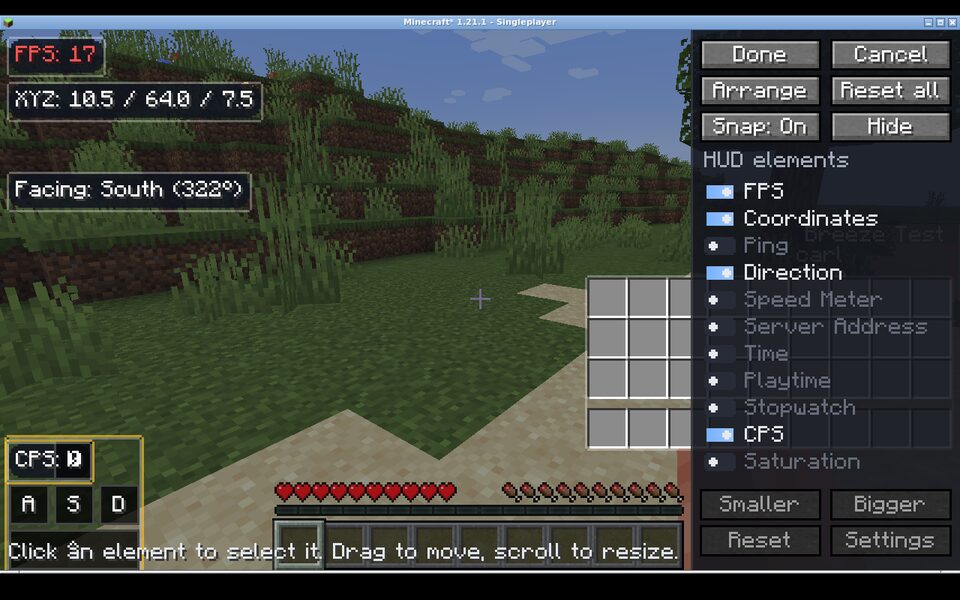 Minecraft* 1.21.1 - Singleplayer
FPS: 17
XYZ: 10.5 / 64.0 / 7.5
Facing: South (322°)
Done
Cancel
Arrange
Reset all
Snap: On
Hide
HUD elements
FPS
Coordinates
Ping
Direction
Speed Meter
Server Address
Time
Playtime
Stopwatch
CPS
Saturation
Smaller
Bigger
Reset
Settings
CPS: 0
A S D
Click an element to select it. Drag to move, scroll to resize.